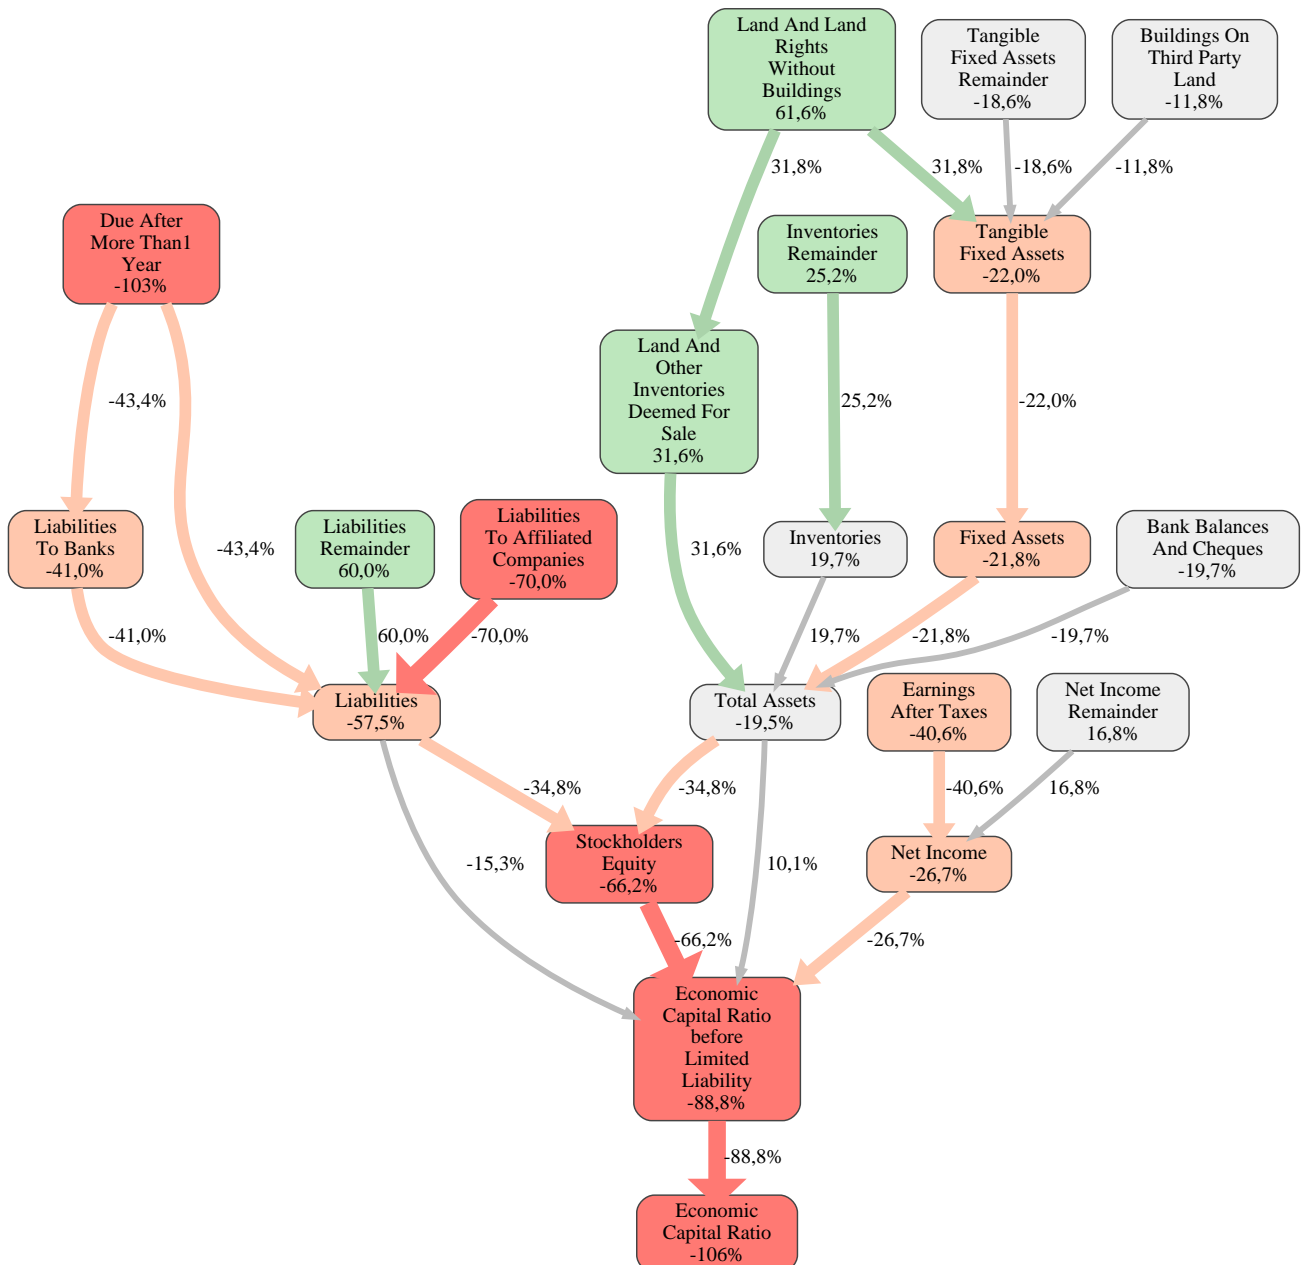 Land And Land
Rights
Without
Buildings
61,6%
Tangible
Fixed Assets
Remainder
-18,6%
Buildings On
Third Party
Land
-11,8%
31,8%
31,8%
-18,6%
-11,8%
Due After
More Than1
Year
-103%
Inventories
Remainder
25,2%
Tangible
Fixed Assets
-22,0%
Land And
Other
Inventories
Deemed For
Sale
31,6%
-43,4%
25,2%
-22,0%
Liabilities
To Banks
-41,0%
Liabilities
Remainder
60,0%
Liabilities
To Affiliated
Companies
-70,0%
-43,4%
31,6%
Inventories
19,7%
Fixed Assets
-21,8%
Bank Balances
And Cheques
-19,7%
-41,0%
60,0%
-70,0%
19,7%
-21,8%
-19,7%
Liabilities
-57,5%
Total Assets
-19,5%
Earnings
After Taxes
-40,6%
Net Income
Remainder
16,8%
-34,8%
-34,8%
-40,6%
16,8%
Stockholders
Equity
-66,2%
Net Income
-26,7%
-15,3%
10,1%
-66,2%
-26,7%
Economic
Capital Ratio
before
Limited
Liability
-88,8%
-88,8%
Economic
Capital Ratio
-106%